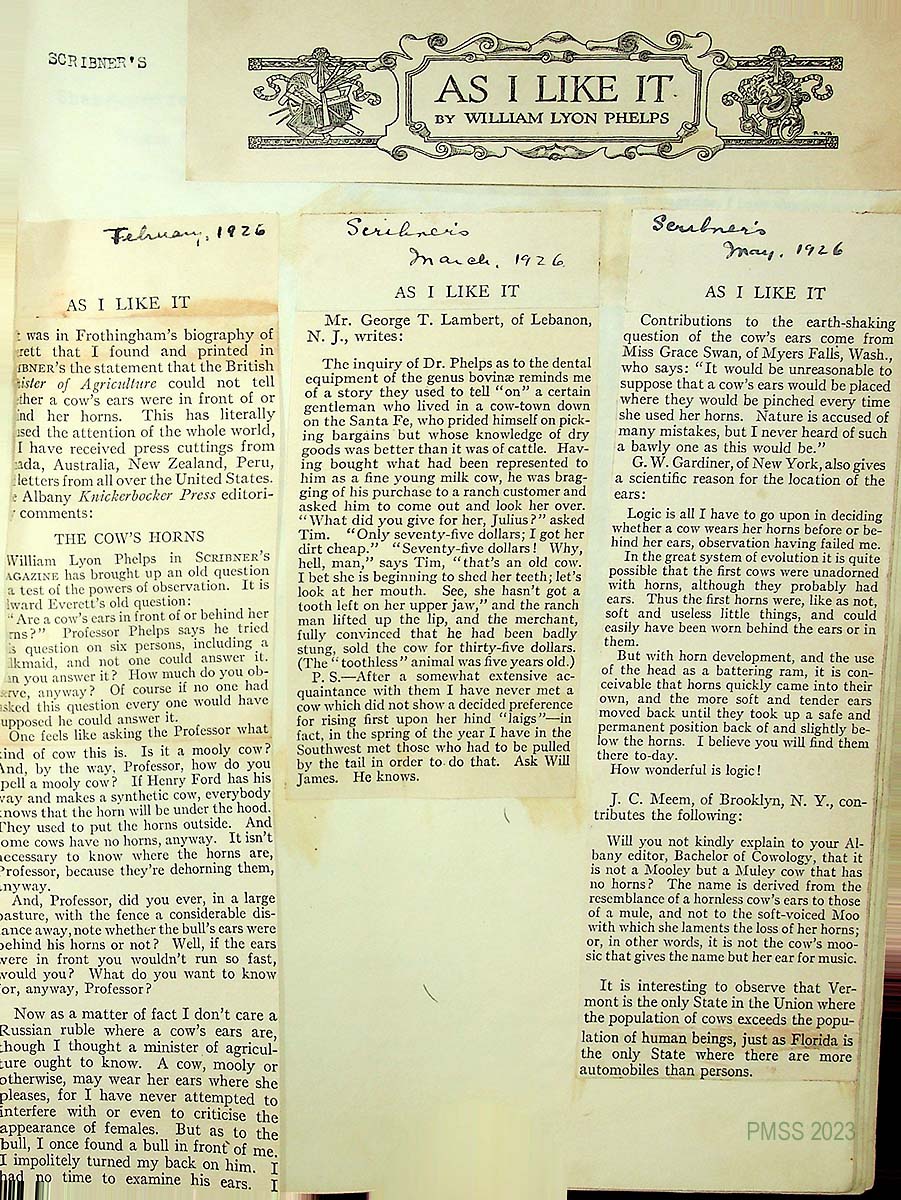 SCRIBNER'S
AS I LIKE IT
BY WILLIAM LYON PHELPS
February, 1926
AS I LIKE IT
t was in Frothingham's biography of
rett that I found and printed in
IBNER'S the statement that the British
ister of Agriculture could not tell
ther a cow's ears were in front of or
ind her horns. This has literally
used the attention of the whole world,
I have received press cuttings from
ada, Australia, New Zealand, Peru,
letters from all over the United States.
e Albany Knickerbocker Press editori-
y comments:
THE COW'S HORNS
William Lyon Phelps in SCRIBNER'S
AGAZINE has brought up an old question
a test of the powers of observation. It is
dward Everett's old question:
"Are a cow's ears in front of or behind her
rns?" Professor Phelps says he tried
is question on six persons, including a
lkmaid, and not one could answer it.
an you answer it? How much do you ob-
serve, anyway? Of course if no one had
asked this question every one would have
upposed he could answer it.
One feels like asking the Professor what
kind of cow this is. Is it a mooly cow?
And, by the way, Professor, how do you
spell a mooly cow? If Henry Ford has his
way and makes a synthetic cow, everybody
knows that the horn will be under the hood.
They used to put the horns outside. And
some cows have no horns, anyway. It isn't
necessary to know where the horns are,
Professor, because they're dehorning them,
anyway.
And, Professor, did you ever, in a large
pasture, with the fence a considerable dis-
tance away, note whether the bull's ears were
behind his horns or not? Well, if the ears
were in front you wouldn't run so fast,
would you? What do you want to know
for, anyway, Professor?
Now as a matter of fact I don't care a
Russian ruble where a cow's ears are,
though I thought a minister of agricul-
ture ought to know. A cow, mooly or
otherwise, may wear her ears where she
pleases, for I have never attempted to
interfere with or even to criticise the
appearance of females. But as to the
bull, I once found a bull in front of me.
I impolitely turned my back on him. I
had no time to examine his ears. I
Scribner's
March, 1926
AS I LIKE IT
Mr. George T. Lambert, of Lebanon,
N. J., writes:
The inquiry of Dr. Phelps as to the dental
equipment of the genus bovinæ reminds me
of a story they used to tell "on" a certain
gentleman who lived in a cow-town down
on the Santa Fe, who prided himself on pick-
ing bargains but whose knowledge of dry
goods was better than it was of cattle. Hav-
ing bought what had been represented to
him as a fine young milk cow, he was brag-
ging of his purchase to a ranch customer and
asked him to come out and look her over.
"What did you give for her, Julius?" asked
Tim. "Only seventy-five dollars; I got her
dirt cheap." "Seventy-five dollars! Why,
hell, man," says Tim, "that's an old cow.
I bet she is beginning to shed her teeth; let's
look at her mouth. See, she hasn't got a
tooth left on her upper jaw," and the ranch
man lifted up the lip, and the merchant,
fully convinced that he had been badly
stung, sold the cow for thirty-five dollars.
(The "toothless" animal was five years old.)
P. S.—After a somewhat extensive ac-
quaintance with them I have never met a
cow which did not show a decided preference
for rising first upon her hind "laigs"—in
fact, in the spring of the year I have in the
Southwest met those who had to be pulled
by the tail in order to do that. Ask Will
James. He knows.
Scribner's
May, 1926
AS I LIKE IT
Contributions to the earth-shaking
question of the cow's ears come from
Miss Grace Swan, of Myers Falls, Wash.,
who says: "It would be unreasonable to
suppose that a cow's ears would be placed
where they would be pinched every time
she used her horns. Nature is accused of
many mistakes, but I never heard of such
a bawly one as this would be."
G. W. Gardiner, of New York, also gives
a scientific reason for the location of the
ears:
Logic is all I have to go upon in deciding
whether a cow wears her horns before or be-
hind her ears, observation having failed me.
In the great system of evolution it is quite
possible that the first cows were unadorned
with horns, although they probably had
ears. Thus the first horns were, like as not,
soft and useless little things, and could
easily have been worn behind the ears or in
them.
But with horn development, and the use
of the head as a battering ram, it is con-
ceivable that horns quickly came into their
own, and the more soft and tender ears
moved back until they took up a safe and
permanent position back of and slightly be-
low the horns. I believe you will find them
there to-day.
How wonderful is logic!
J. C. Meem, of Brooklyn, N. Y., con-
tributes the following:
Will you not kindly explain to your Al-
bany editor, Bachelor of Cowology, that it
is not a Mooley but a Muley cow that has
no horns? The name is derived from the
resemblance of a hornless cow's ears to those
of a mule, and not to the soft-voiced Moo
with which she laments the loss of her horns;
or, in other words, it is not the cow's moo-
sic that gives the name but her ear for music.
It is interesting to observe that Ver-
mont is the only State in the Union where
the population of cows exceeds the popu-
lation of human beings, just as Florida is
the only State where there are more
automobiles than persons.
PMSS 2023